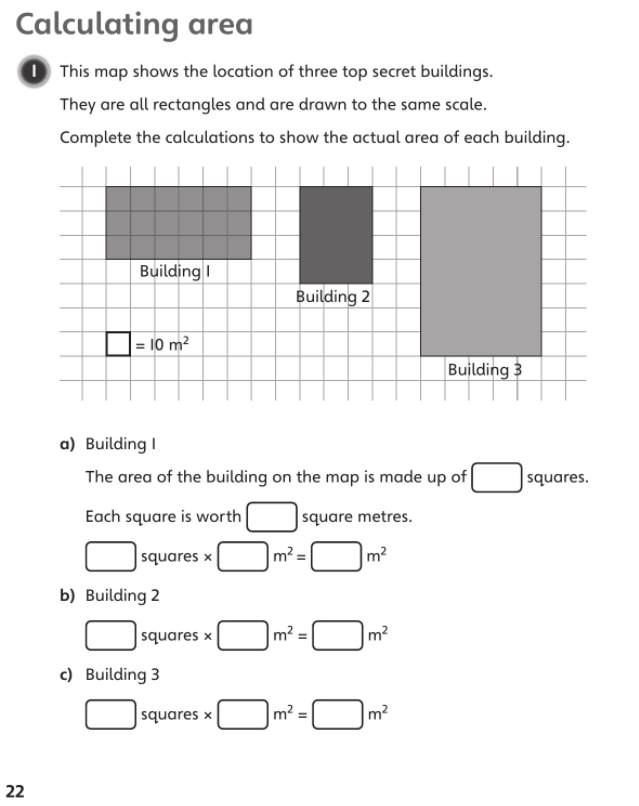 Calculating area
1 This map shows the location of three top secret buildings.
They are all rectangles and are drawn to the same scale.
Complete the calculations to show the actual area of each building.
Building 1
Building 2
= 10 m²
Building 3
a) Building 1
The area of the building on the map is made up of squares.
Each square is worth square metres.
squares × m² = m²
b) Building 2
squares × m² = m²
c) Building 3
squares × m² = m²
22